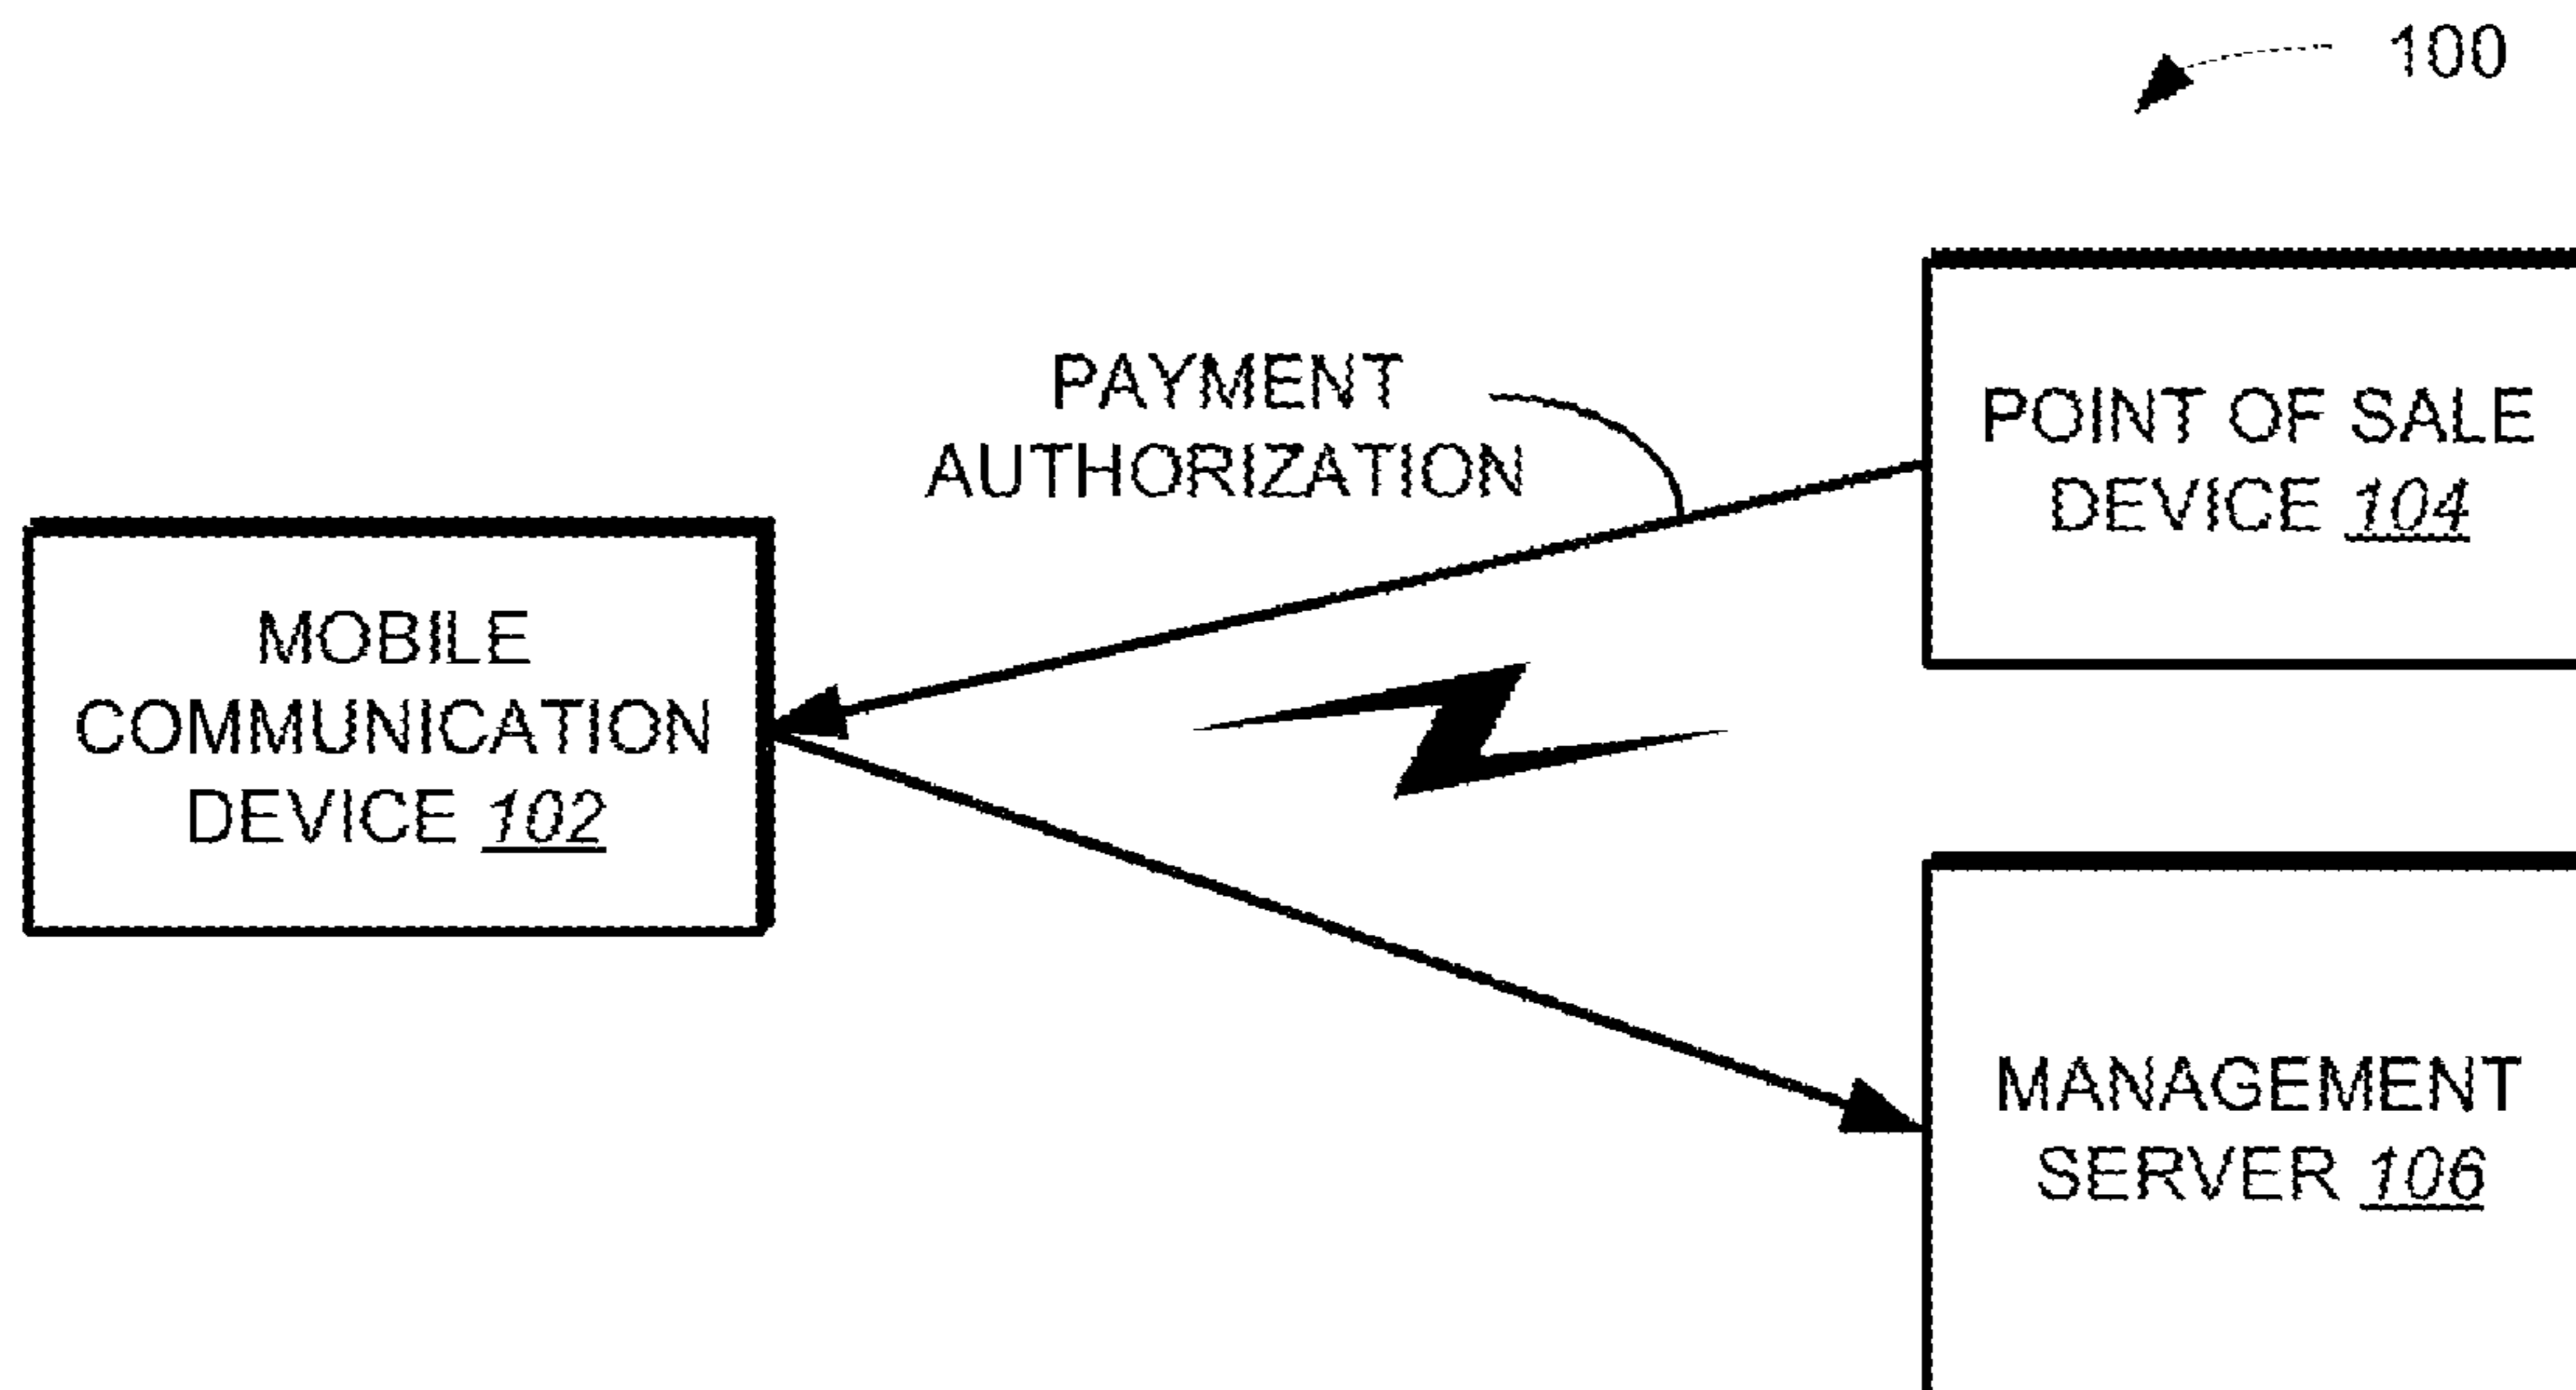 100
PAYMENT
AUTHORIZATION
POINT OF SALE
DEVICE 104
MOBILE
COMMUNICATION
DEVICE 102
MANAGEMENT
SERVER 106